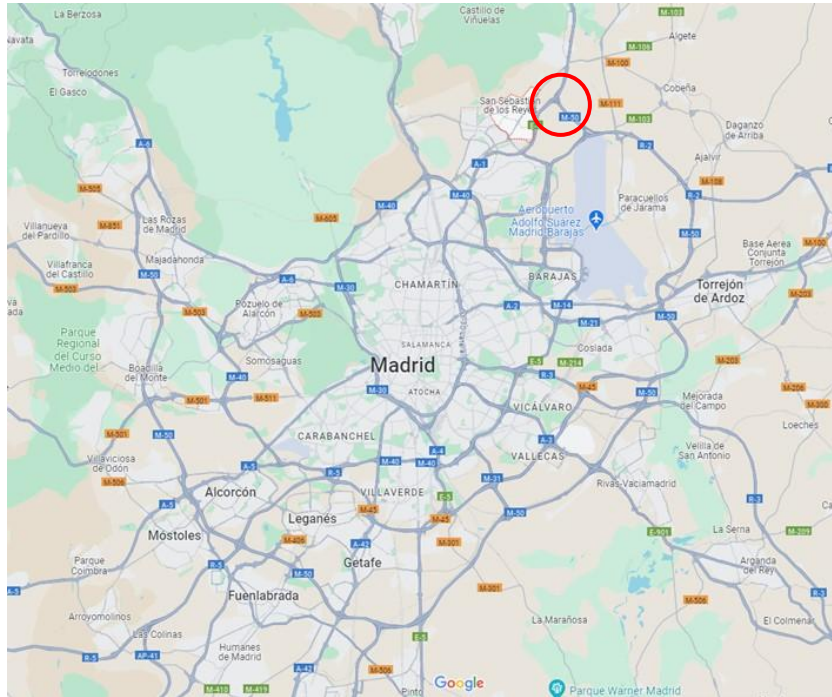 La Berzosa
Castillo de
Viñuelas
M-103
M-106
Algete
Navata
Torrelodones
El Gasco
M-100
Cobeña
San Sebastián
de los Reyes
M-111
M-50
M-103
Daganzo
de Arriba
A-6
A-1
R-2
Ajalvir
M-40
M-108
M-505
M-40
Paracuellos
de Jarama
R-2
Villanueva
del Pardillo
M-851
Las Rozas
de Madrid
M-605
Aeropuerto
Adolfo Suárez
Madrid-Barajas
M-50
Majadahonda
Base Aerea
Conjunta
Torrejón
M-100
Villafranca
del Castillo
M-50
M-503
A-6
M-30
CHAMARTÍN
BARAJAS
Torrejón
de Ardoz
M-203
Pozuelo de
Alarcón
M-503
M-503
A-2
M-14
M-50
M-21
Parque
Regional
del Curso
Medio del...
SALAMANCA
Coslada
Somosaguas
Madrid
E-5
M-214
M-203
Boadilla
del Monte
M-40
R-3
M-45
M-206
M-30
ATOCHA
Mejorada
del Campo
M-501
M-511
VICÁLVARO
M-300
Loeches
M-501
M-50
CARABANCHEL
A-3
Velilla de
San Antonio
Villaviciosa
de Odón
A-4
VALLECAS
M-506
A-5
R-5
M-40
M-40
M-31
Rivas-Vaciamadrid
Alcorcón
VILLAVERDE
E-5
R-3
A-5
M-45
M-45
M-50
Leganés
M-209
La Serna
Móstoles
M-406
A-42
M-301
E-901
Getafe
Arganda
del Rey
Parque
Coimbra
R-5
M-50
A-5
Fuenlabrada
M-301
M-506
Arroyomolinos
La Marañosa
El Colmenar
Las Colinas
E-5
Humanes
de Madrid
R-5
AP-41
A-42
M-506
M-410
M-419
Pinto
Google
Parque Warner Madrid